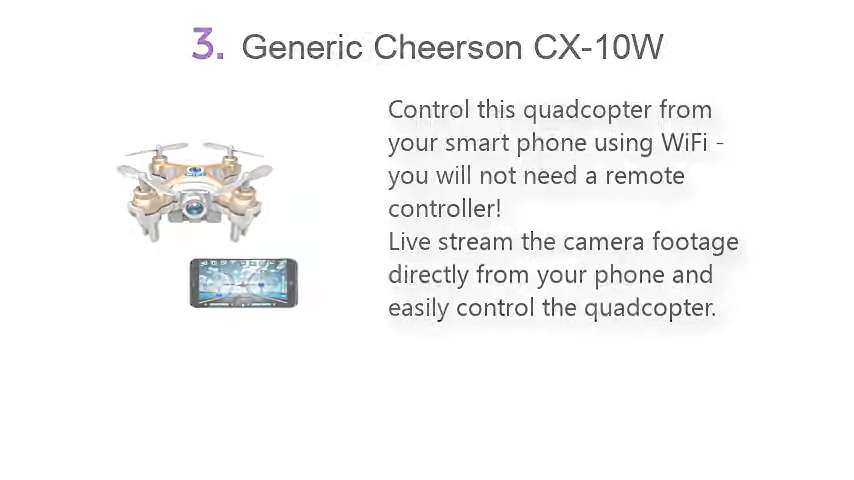 3. Generic Cheerson CX-10W
Control this quadcopter from
your smart phone using WiFi -
you will not need a remote
controller!
Live stream the camera footage
directly from your phone and
easily control the quadcopter.